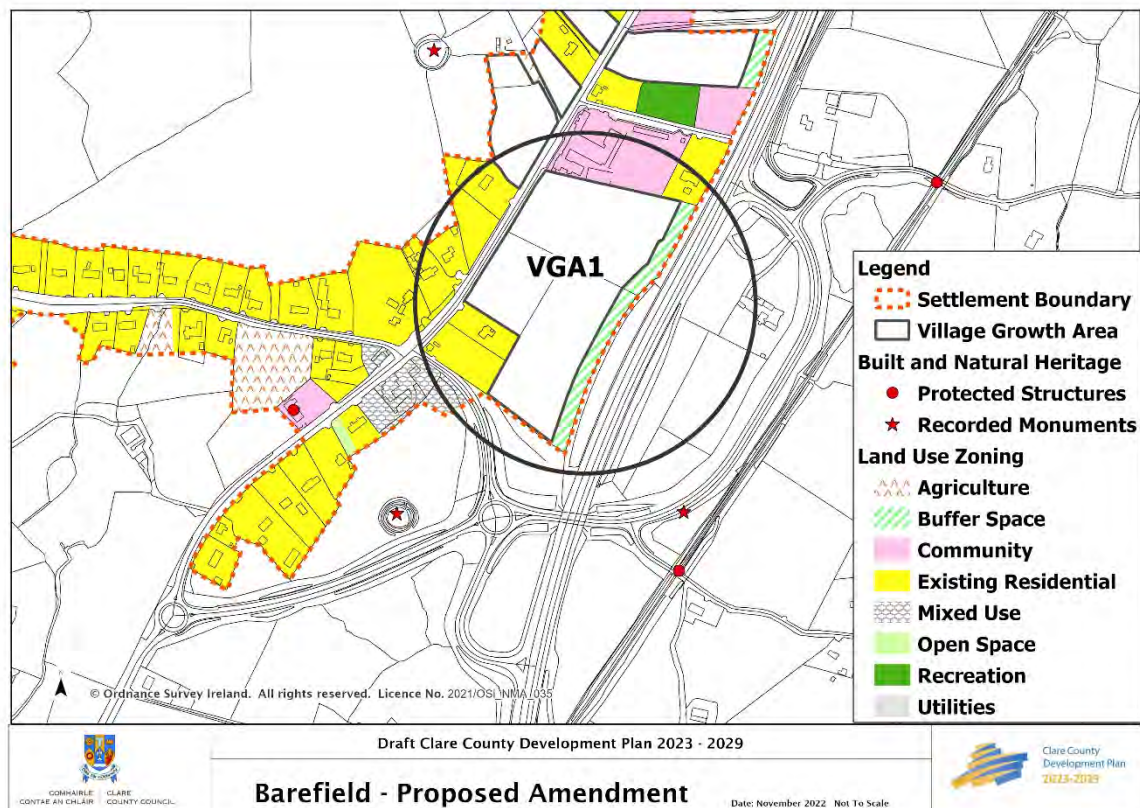 VGA1
Legend
Settlement Boundary
Village Growth Area
Built and Natural Heritage
Protected Structures
Recorded Monuments
Land Use Zoning
Agriculture
Buffer Space
Community
Existing Residential
Mixed Use
Open Space
Recreation
Utilities
© Ordnance Survey Ireland. All rights reserved. Licence No. 2021/OSi_NMA_035
Draft Clare County Development Plan 2023 - 2029
Barefield - Proposed Amendment
Date: November 2022 Not To Scale
COMHAIRLE CLARE
CONTAE AN CHLÁIR COUNTY COUNCIL
Clare County
Development Plan
2023-2029